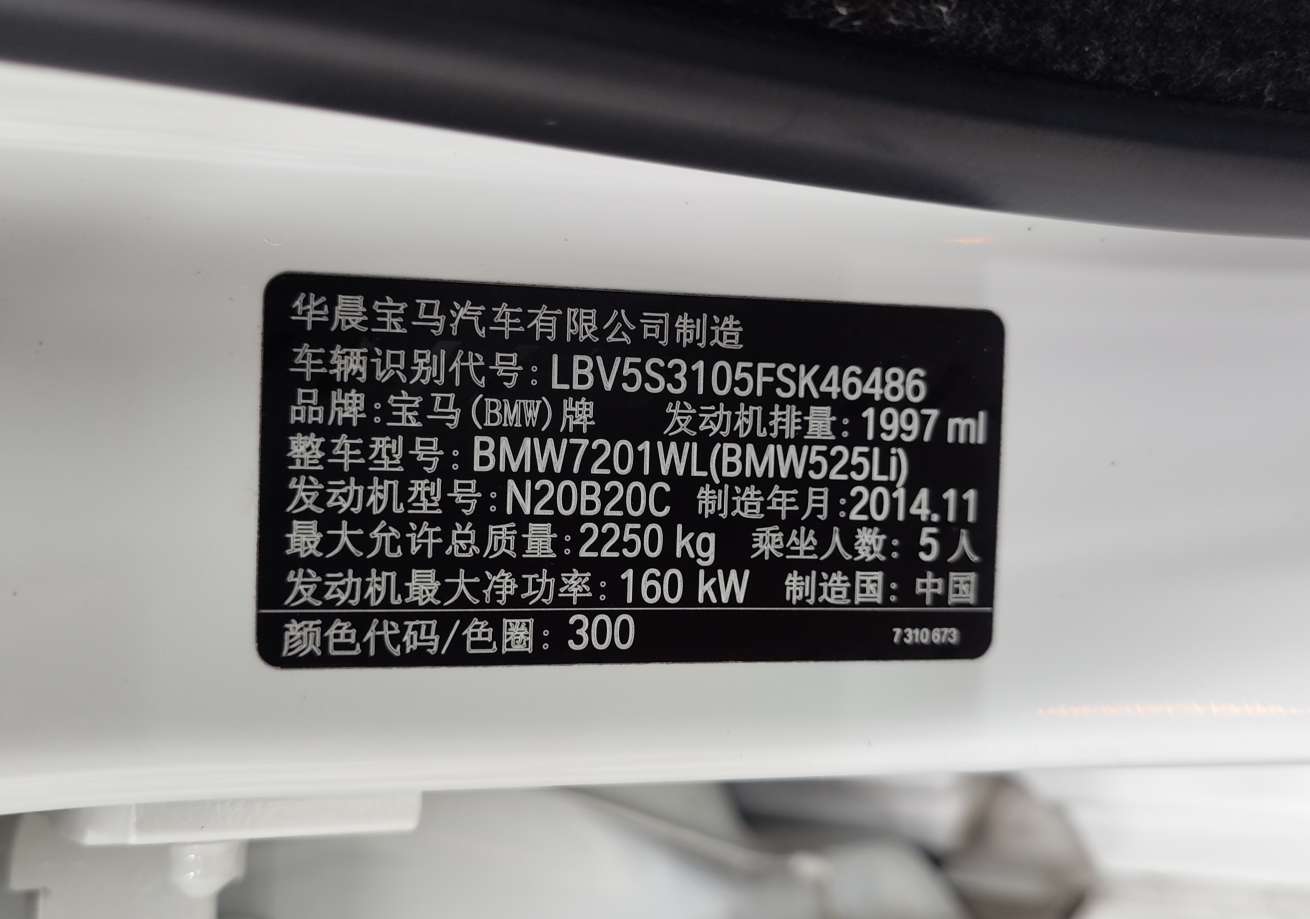 华晨宝马汽车有限公司制造
车辆识别代号:LBV5S3105FSK46486
品牌:宝马(BMW)牌 发动机排量:1997 ml
整车型号:BMW7201WL(BMW525Li)
发动机型号:N20B20C 制造年月:2014.11
最大允许总质量:2250 kg 乘坐人数: 5人
发动机最大净功率: 160 kW 制造国: 中国
颜色代码/色圈: 300 7 310 673